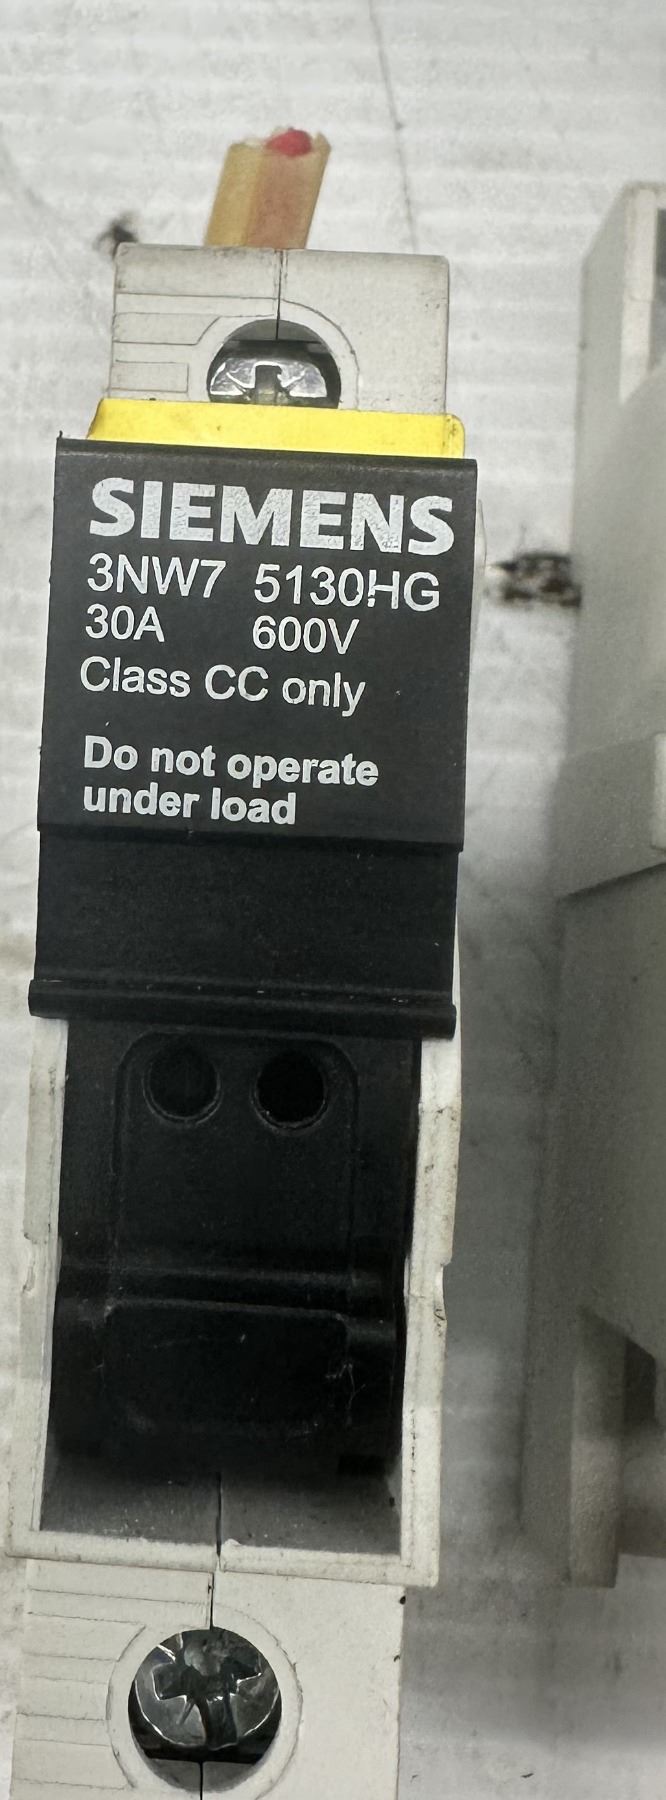 SIEMENS
3NW7 5130HG
30A 600V
Class CC only
Do not operate
under load